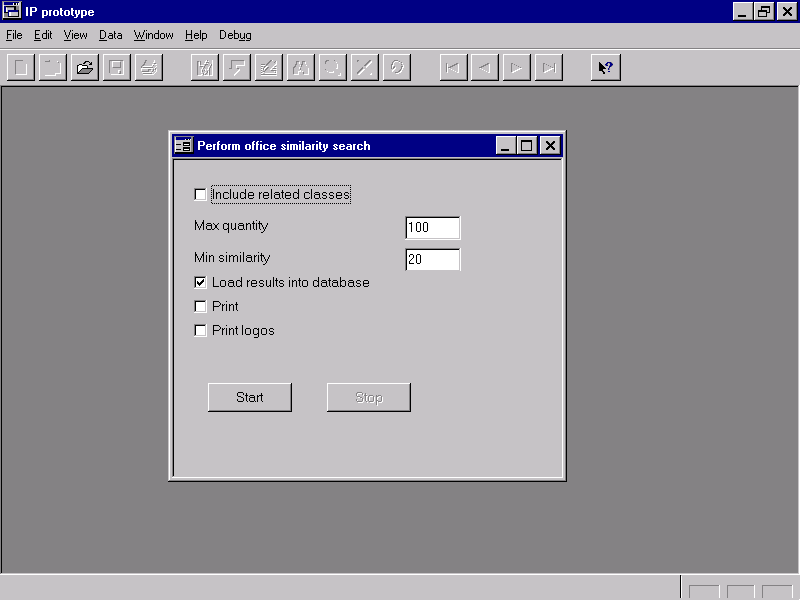 IP prototype
File Edit View Data Window Help Debug
Perform office similarity search
Include related classes
Max quantity 100
Min similarity 20
Load results into database
Print
Print logos
Start Stop